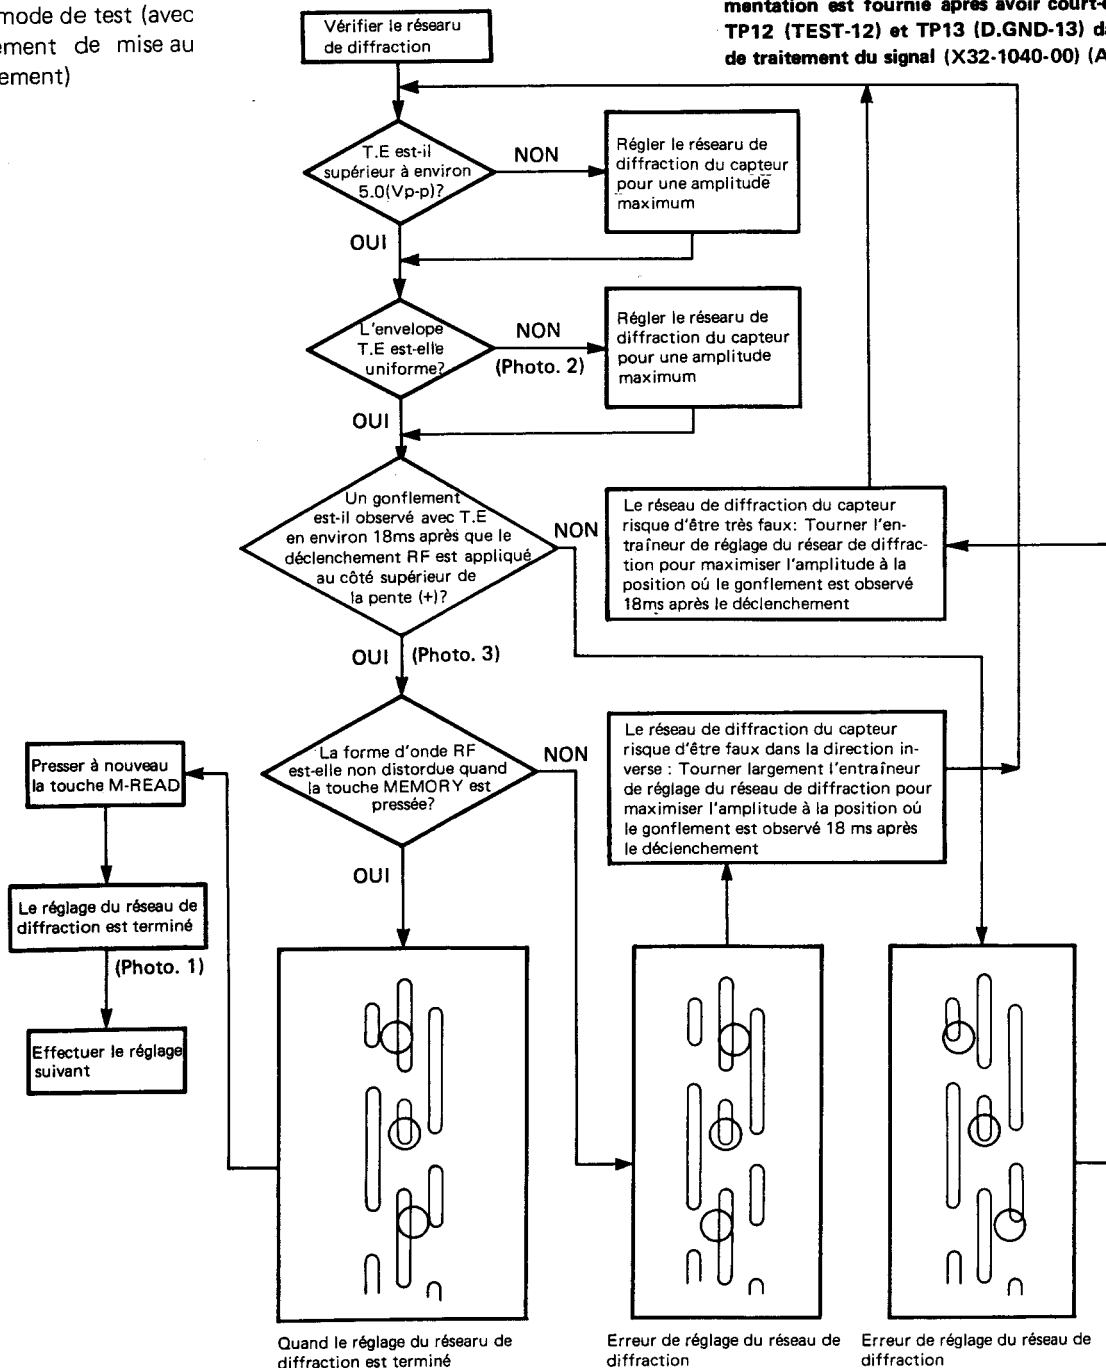 mode de test (avec
ement de mise au
ement)
mentation est fournie après avoir court-
TP12 (TEST-12) et TP13 (D.GND-13) da
de traitement du signal (X32-1040-00) (A
Vérifier le réseàru
de diffraction
T.E est-il
supérieur à environ
5.0(Vp-p)?
NON
Régler le réseàru de
diffraction du capteur
pour une amplitude
maximum
OUI
L'envelope
T.E est-elle
uniforme?
NON
(Photo. 2)
Régler le réseàru de
diffraction du capteur
pour une amplitude
maximum
OUI
Un gonflement
est-il observé avec T.E
en environ 18ms après que le
déclenchement RF est appliqué
au côté supérieur de
la pente (+)?
NON
Le réseau de diffraction du capteur
risque d'être très faux: Tourner l'en-
traîneur de réglage du résear de diffrac-
tion pour maximiser l'amplitude à la
position oú le gonflement est observé
18ms après le déclenchement
OUI
(Photo. 3)
La forme d'onde RF
est-elle non distordue quand
la touche MEMORY est
pressée?
NON
Le réseau de diffraction du capteur
risque d'être faux dans la direction in-
verse : Tourner largement l'entraîneur
de réglage du réseau de diffraction pour
maximiser l'amplitude à la position oú
le gonflement est observé 18 ms après
le déclenchement
Presser à nouveau
la touche M-READ
OUI
Le réglage du réseau de
diffraction est terminé
(Photo. 1)
Effectuer le réglage
suivant
Quand le réglage du réseàru de
diffraction est terminé
Erreur de réglage du réseau de
diffraction
Erreur de réglage du réseau de
diffraction